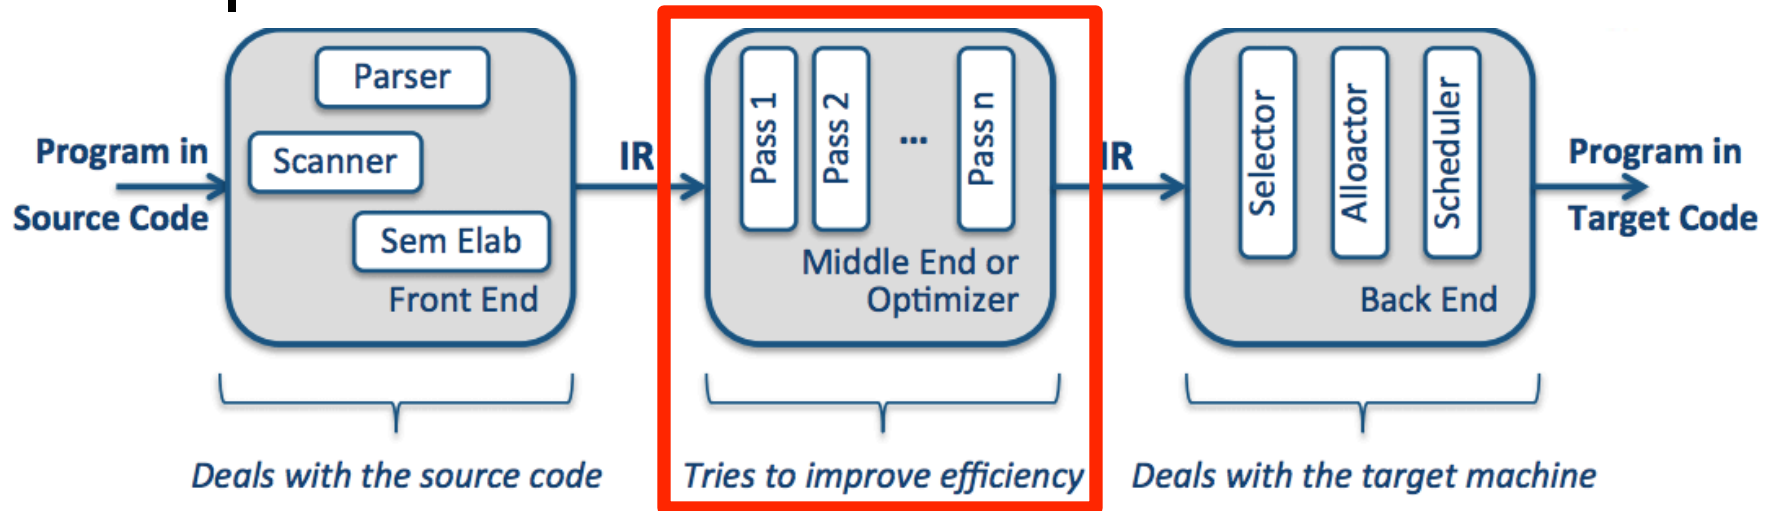 Program in
Source Code
Parser
Scanner
Sem Elab
Front End
Deals with the source code
IR
Pass 1
Pass 2
...
Pass n
Middle End or
Optimizer
Tries to improve efficiency
IR
Selector
Alloactor
Scheduler
Back End
Deals with the target machine
Program in
Target Code